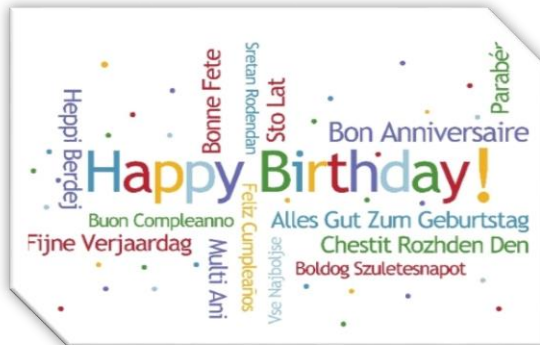 Heppi Berdej
Bonne Fete
Sretan Rodendan
Sto Lat
Parabér
Bon Anniversaire
Happy Birthday!
Buon Compleanno
Feliz Cumpleaños
Alles Gut Zum Geburtstag
Fijne Verjaardag
Multi Ani
Vse Najboljse
Chestit Rozhden Den
Boldog Szuletesnapot